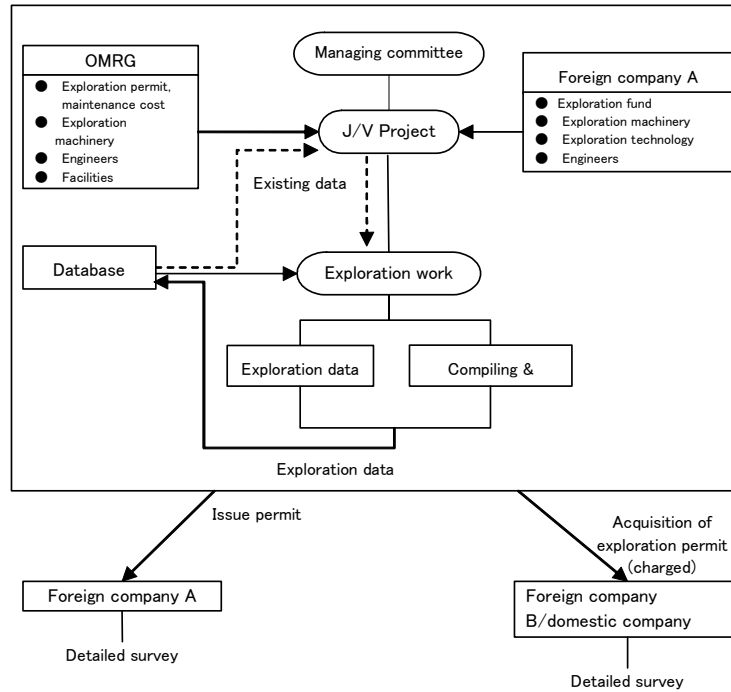 Managing committee
OMRG
● Exploration permit,
maintenance cost
● Exploration
machinery
● Engineers
● Facilities
J/V Project
Foreign company A
● Exploration fund
● Exploration machinery
● Exploration technology
● Engineers
Existing data
Database
Exploration work
Exploration data
Compiling &
Exploration data
Issue permit
Acquisition of
exploration permit
(charged)
Foreign company A
Foreign company
B/domestic company
Detailed survey
Detailed survey